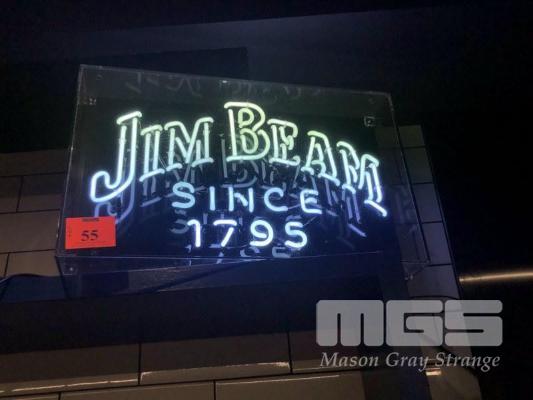 JIM BEAM
SINCE
1795
55
MGS
Mason Gray Strange